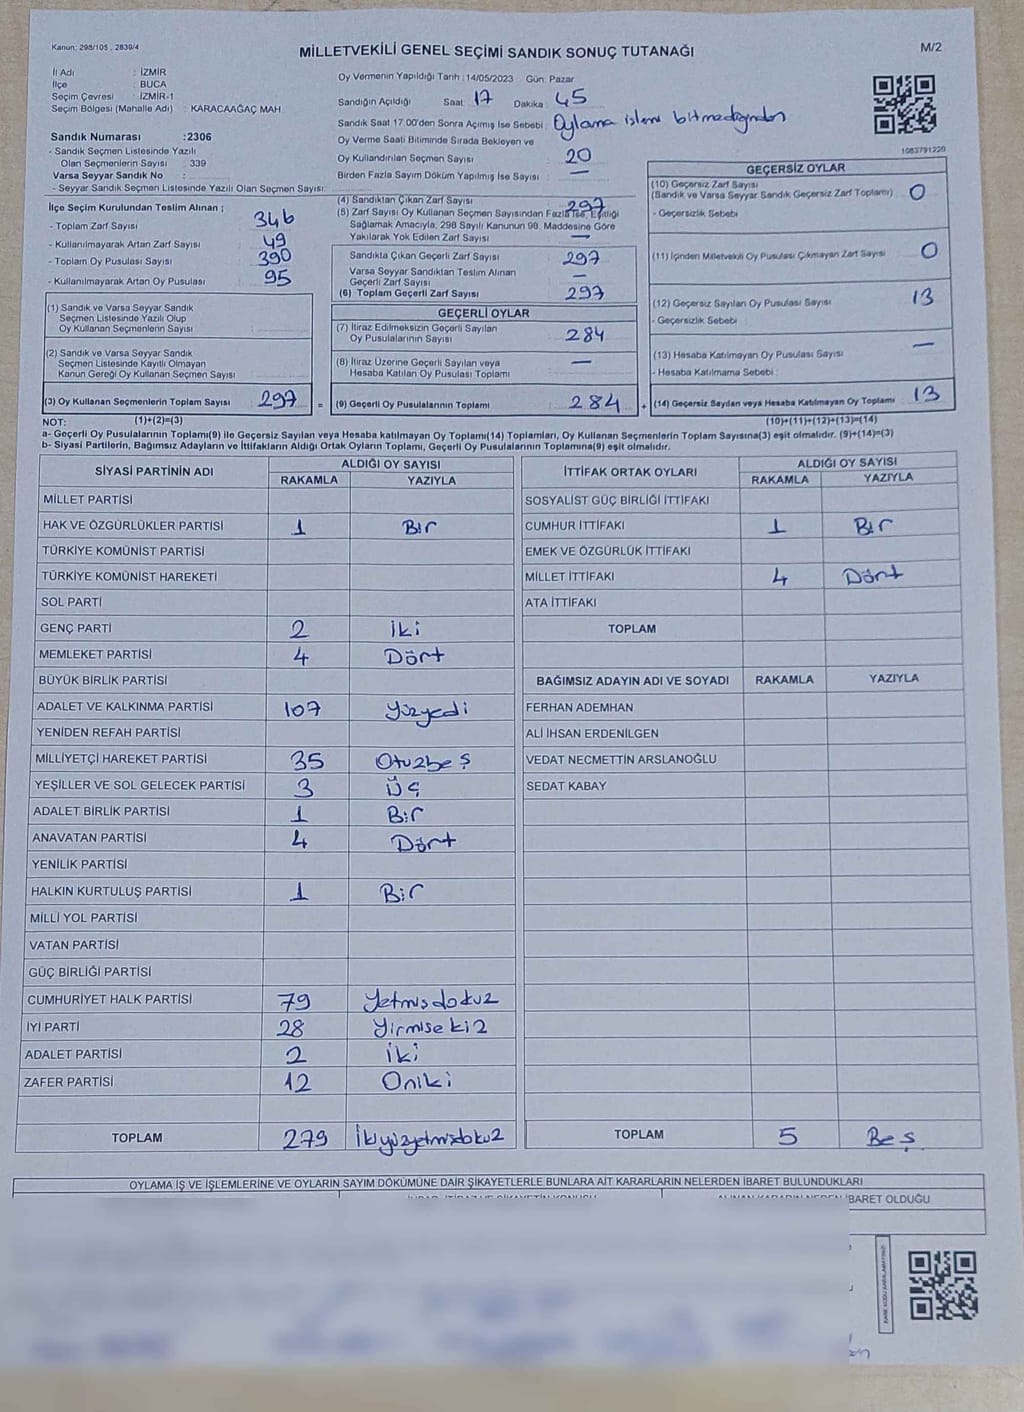 Kanun: 298/105 , 2839/4
MİLLETVEKİLİ GENEL SEÇİMİ SANDIK SONUÇ TUTANAĞI
M/2
İl Adı : İZMİR
İlçe : BUCA
Seçim Çevresi : İZMİR-1
Seçim Bölgesi (Mahalle Adı) : KARACAAĞAÇ MAH
Sandık Numarası :2306
- Sandık Seçmen Listesinde Yazılı
Olan Seçmenlerin Sayısı : 339
Varsa Seyyar Sandık No :
- Seyyar Sandık Seçmen Listesinde Yazılı Olan Seçmen Sayısı:
Oy Vermenin Yapıldığı Tarih :14/05/2023 Gün: Pazar
Sandığın Açıldığı Saat 17 Dakika 45
Sandık Saat 17:00'den Sonra Açılmış İse Sebebi : Oylama işlemi bitmediğinden
Oy Verme Saati Bitiminde Sırada Bekleyen ve
Oy Kullandırılan Seçmen Sayısı 20
Birden Fazla Sayım Döküm Yapılmış İse Sayısı : —
1083791220
İlçe Seçim Kurulundan Teslim Alınan ;
- Toplam Zarf Sayısı 346
- Kullanılmayarak Artan Zarf Sayısı 49
- Toplam Oy Pusulası Sayısı 390
- Kullanılmayarak Artan Oy Pusulası 95
(1) Sandık ve Varsa Seyyar Sandık
Seçmen Listesinde Yazılı Olup
Oy Kullanan Seçmenlerin Sayısı
(2) Sandık ve Varsa Seyyar Sandık
Seçmen Listesinde Kayıtlı Olmayan
Kanun Gereği Oy Kullanan Seçmen Sayısı
(3) Oy Kullanan Seçmenlerin Toplam Sayısı 297 =
(4) Sandıktan Çıkan Zarf Sayısı 297
(5) Zarf Sayısı Oy Kullanan Seçmen Sayısından Fazla İse, Eşitliği
Sağlamak Amacıyla, 298 Sayılı Kanunun 98. Maddesine Göre
Yakılarak Yok Edilen Zarf Sayısı —
Sandıkta Çıkan Geçerli Zarf Sayısı 297
Varsa Seyyar Sandıktan Teslim Alınan
Geçerli Zarf Sayısı —
(6) Toplam Geçerli Zarf Sayısı 297
GEÇERLİ OYLAR
(7) İtiraz Edilmeksizin Geçerli Sayılan
Oy Pusulalarının Sayısı 284
(8) İtiraz Üzerine Geçerli Sayılan veya
Hesaba Katılan Oy Pusulası Toplamı —
(9) Geçerli Oy Pusulalarının Toplamı 284 +
GEÇERSİZ OYLAR
(10) Geçersiz Zarf Sayısı
(Sandık ve Varsa Seyyar Sandık Geçersiz Zarf Toplamı) 0
- Geçersizlik Sebebi
(11) İçinden Milletvekili Oy Pusulası Çıkmayan Zarf Sayısı 0
(12) Geçersiz Sayılan Oy Pusulası Sayısı 13
- Geçersizlik Sebebi
(13) Hesaba Katılmayan Oy Pusulası Sayısı —
- Hesaba Katılmama Sebebi :
(14) Geçersiz Sayılan veya Hesaba Katılmayan Oy Toplamı 13
NOT: (1)+(2)=(3) (10)+(11)+(12)+(13)=(14)
a- Geçerli Oy Pusulalarının Toplamı(9) ile Geçersiz Sayılan veya Hesaba katılmayan Oy Toplamı(14) Toplamları, Oy Kullanan Seçmenlerin Toplam Sayısına(3) eşit olmalıdır. (9)+(14)=(3)
b- Siyasi Partilerin, Bağımsız Adayların ve İttifakların Aldığı Ortak Oyların Toplamı, Geçerli Oy Pusulalarının Toplamına(9) eşit olmalıdır.
SİYASİ PARTİNİN ADI ALDIĞI OY SAYISI
RAKAMLA YAZIYLA
MİLLET PARTİSİ
HAK VE ÖZGÜRLÜKLER PARTİSİ 1 Bir
TÜRKİYE KOMÜNİST PARTİSİ
TÜRKİYE KOMÜNİST HAREKETİ
SOL PARTİ
GENÇ PARTİ 2 İki
MEMLEKET PARTİSİ 4 Dört
BÜYÜK BİRLİK PARTİSİ
ADALET VE KALKINMA PARTİSİ 107 Yüzyedi
YENİDEN REFAH PARTİSİ
MİLLİYETÇİ HAREKET PARTİSİ 35 Otuzbeş
YEŞİLLER VE SOL GELECEK PARTİSİ 3 Üç
ADALET BİRLİK PARTİSİ 1 Bir
ANAVATAN PARTİSİ 4 Dört
YENİLİK PARTİSİ
HALKIN KURTULUŞ PARTİSİ 1 Bir
MİLLİ YOL PARTİSİ
VATAN PARTİSİ
GÜÇ BİRLİĞİ PARTİSİ
CUMHURİYET HALK PARTİSİ 79 Yetmişdokuz
İYİ PARTİ 28 Yirmisekiz
ADALET PARTİSİ 2 İki
ZAFER PARTİSİ 12 Oniki
TOPLAM 279 İkiyüzyetmişdokuz
İTTİFAK ORTAK OYLARI ALDIĞI OY SAYISI
RAKAMLA YAZIYLA
SOSYALİST GÜÇ BİRLİĞİ İTTİFAKI
CUMHUR İTTİFAKI 1 Bir
EMEK VE ÖZGÜRLÜK İTTİFAKI
MİLLET İTTİFAKI 4 Dört
ATA İTTİFAKI
TOPLAM
BAĞIMSIZ ADAYIN ADI VE SOYADI RAKAMLA YAZIYLA
FERHAN ADEMHAN
ALİ İHSAN ERDENİLGEN
VEDAT NECMETTİN ARSLANOĞLU
SEDAT KABAY
TOPLAM 5 Beş
OYLAMA İŞ VE İŞLEMLERİNE VE OYLARIN SAYIM DÖKÜMÜNE DAİR ŞİKAYETLERLE BUNLARA AİT KARARLARIN NELERDEN İBARET BULUNDUKLARI
İBARET OLDUĞU